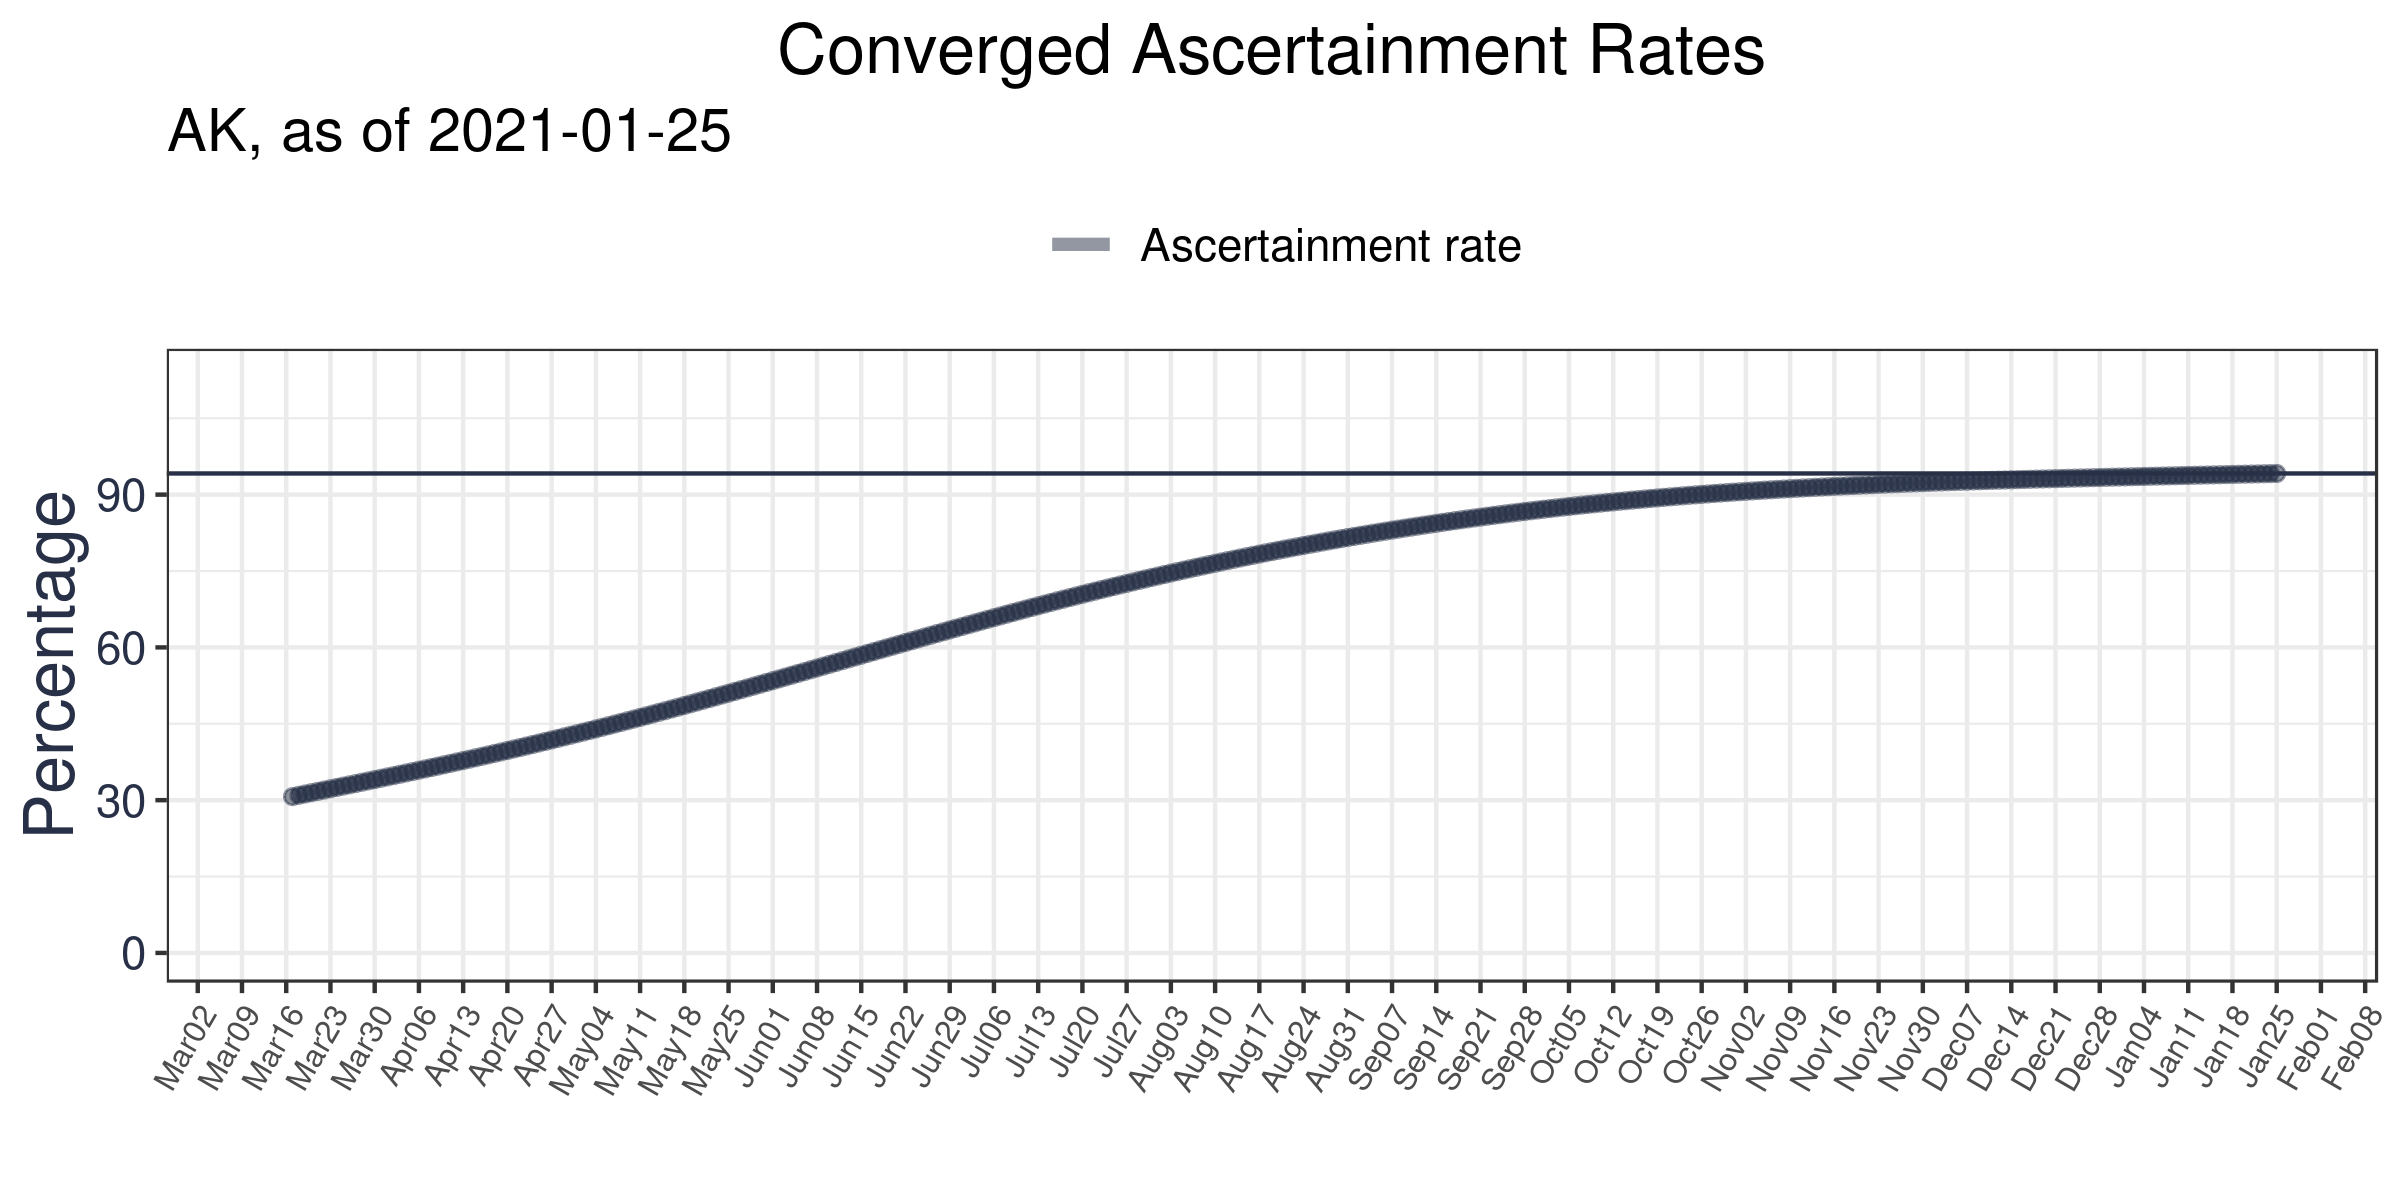 Converged Ascertainment Rates
AK, as of 2021-01-25
Ascertainment rate
Percentage
90
60
30
0
Mar02
Mar09
Mar16
Mar23
Mar30
Apr06
Apr13
Apr20
Apr27
May04
May11
May18
May25
Jun01
Jun08
Jun15
Jun22
Jun29
Jul06
Jul13
Jul20
Jul27
Aug03
Aug10
Aug17
Aug24
Aug31
Sep07
Sep14
Sep21
Sep28
Oct05
Oct12
Oct19
Oct26
Nov02
Nov09
Nov16
Nov23
Nov30
Dec07
Dec14
Dec21
Dec28
Jan04
Jan11
Jan18
Jan25
Feb01
Feb08